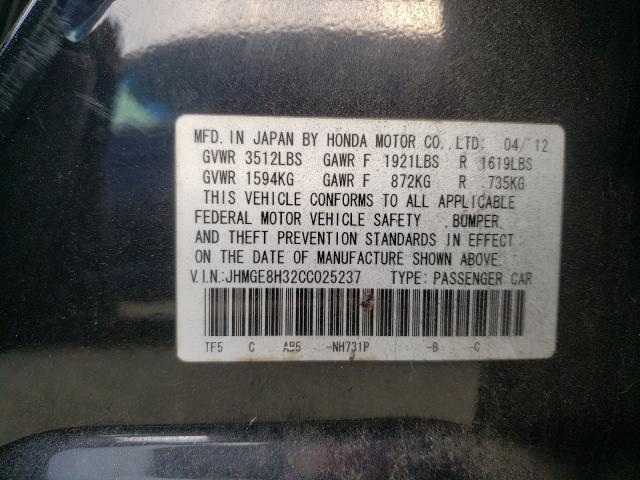 MFD. IN JAPAN BY HONDA MOTOR CO.,LTD. 04/12
GVWR 3512LBS GAWR F 1921LBS R 1619LBS
GVWR 1594KG GAWR F 872KG R 735KG
THIS VEHICLE CONFORMS TO ALL APPLICABLE
FEDERAL MOTOR VEHICLE SAFETY ,BUMPER,
AND THEFT PREVENTION STANDARDS IN EFFECT
ON THE DATE OF MANUFACTURE SHOWN ABOVE.
V.I.N.:JHMGE8H32CC025237 TYPE: PASSENGER CAR
TF5 C AB5 -NH731P -B -C